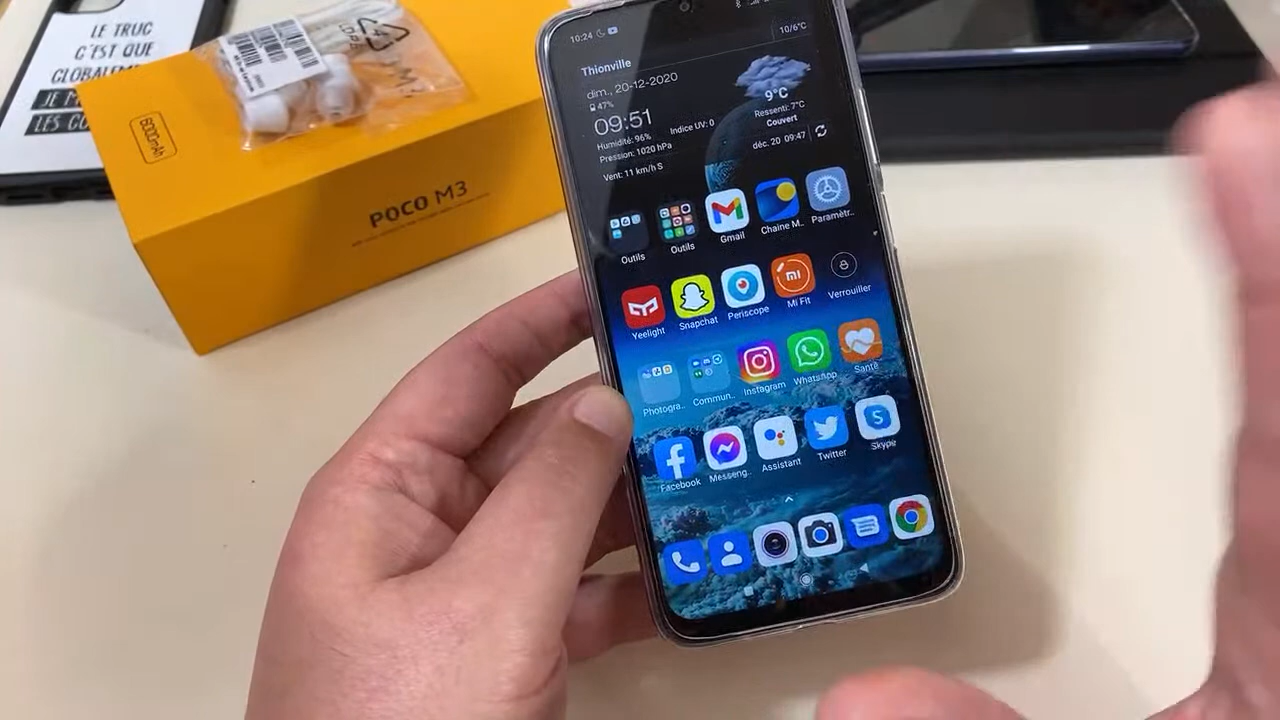 LE TRUC
C'EST QUE
GLOBALEM
JE M
LES CO
LDPE
6000mAh
POCO M3
10:24
10/6°C
Thionville
dim., 20-12-2020
47%
09:51
Humidité: 96%
Indice UV: 0
Pression: 1020 hPa
Vent: 11 km/h S
9°C
Ressenti: 7°C
Couvert
déc. 20 09:47
Outils
Outils
Gmail
Chaine M..
Paramètr..
Yeelight
Snapchat
Periscope
Mi Fit
Verrouiller
Photogra..
Commun..
Instagram
WhatsApp
Santé
Facebook
Messeng..
Assistant
Twitter
Skype